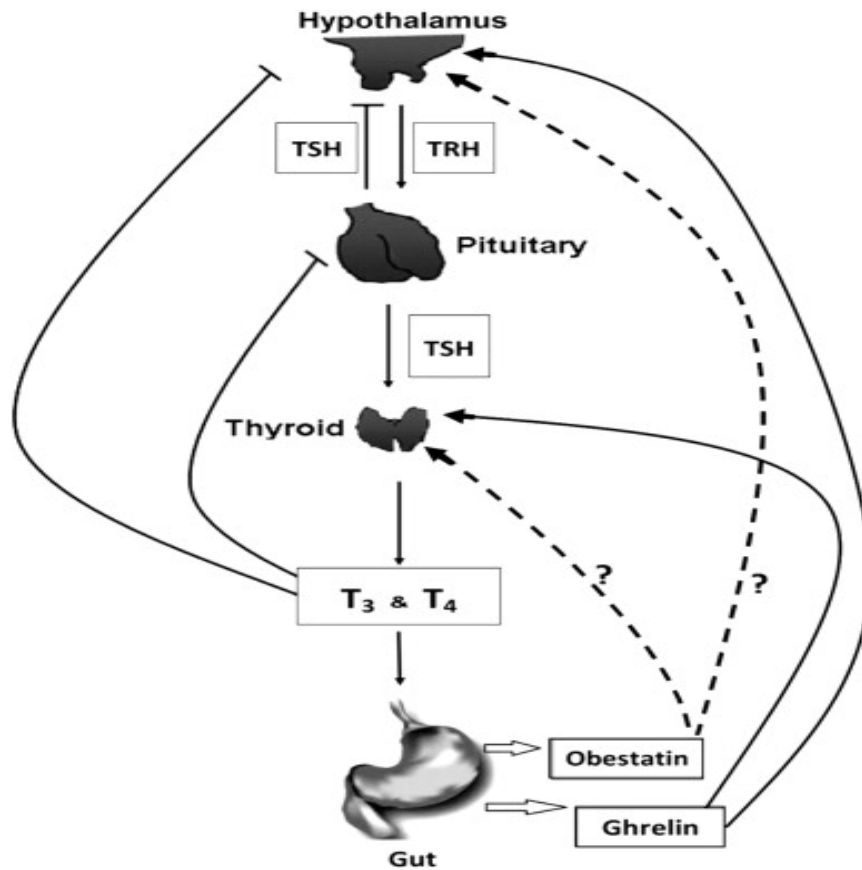 Hypothalamus
TSH
TRH
Pituitary
TSH
Thyroid
?
?
T₃ & T₄
Obestatin
Ghrelin
Gut